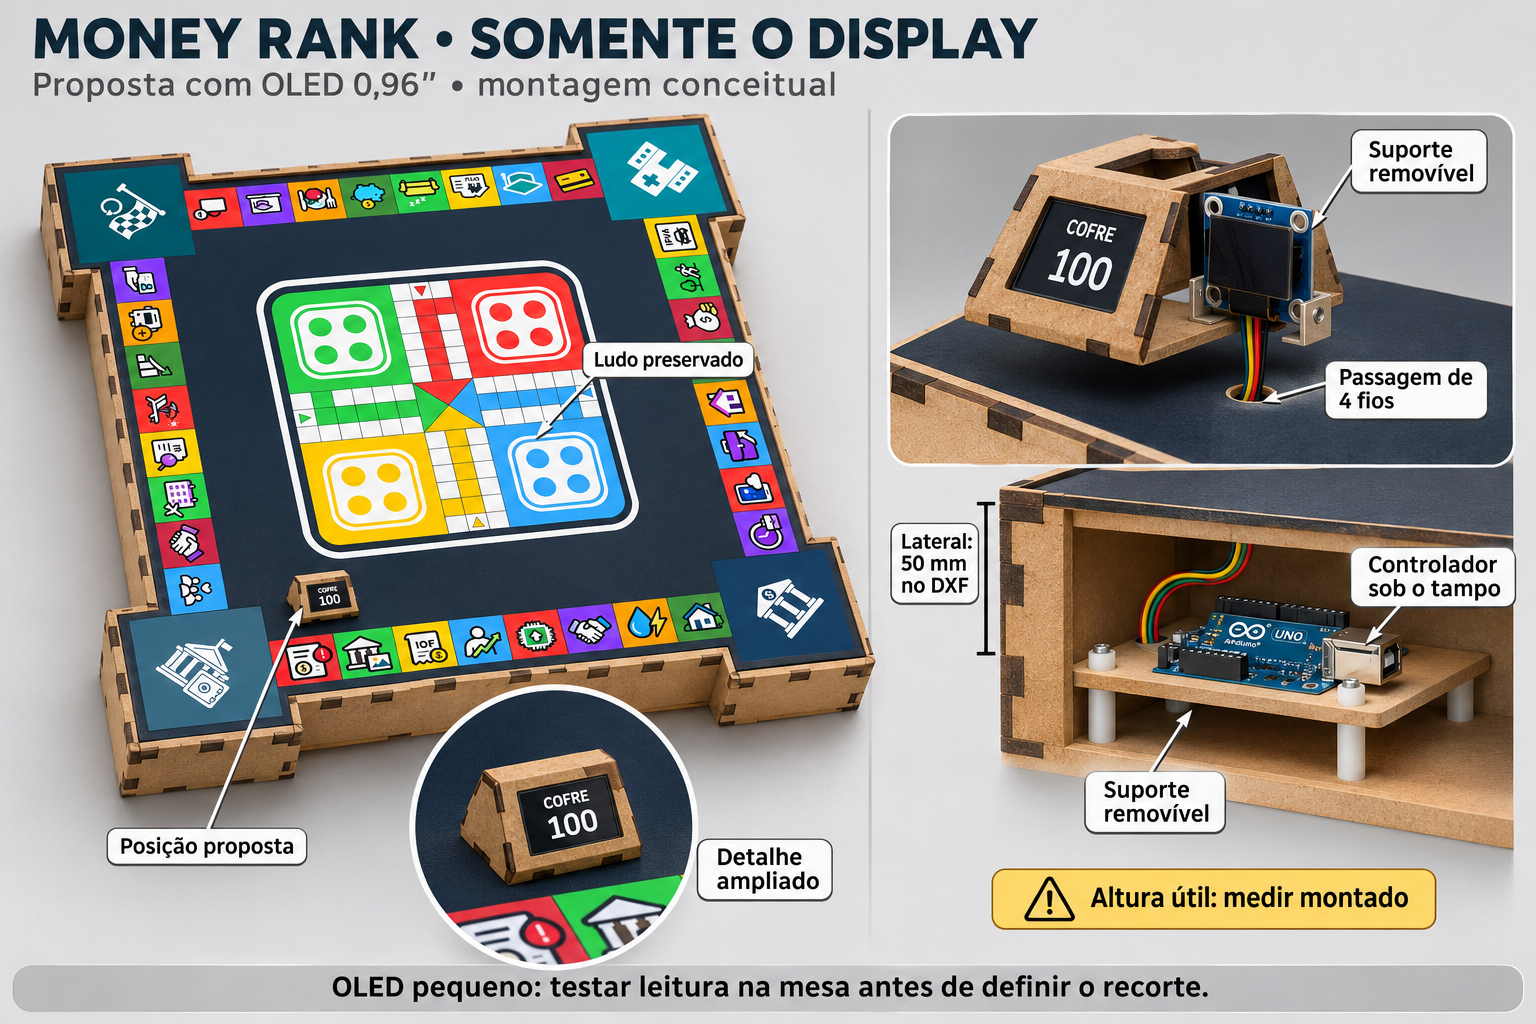 MONEY RANK • SOMENTE O DISPLAY
Proposta com OLED 0,96″ • montagem conceitual
Ludo preservado
COFRE
100
Posição proposta
COFRE
100
Detalhe
ampliado
COFRE
100
Suporte
removível
Passagem de
4 fios
Lateral:
50 mm
no DXF
Controlador
sob o tampo
UNO
Suporte
removível
Altura útil: medir montado
IPVA
IOF
zzz
OLED pequeno: testar leitura na mesa antes de definir o recorte.